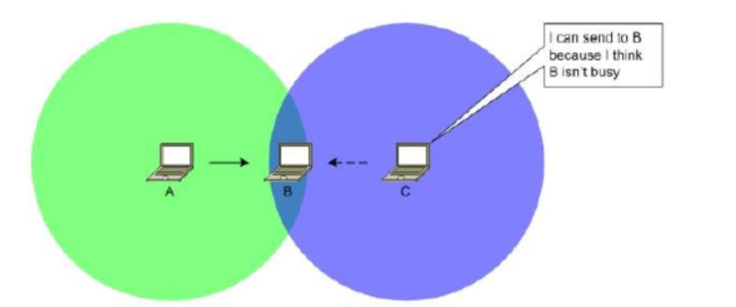 I can send to B
because I think
B isn't busy
A
B
C